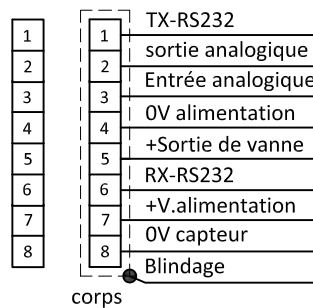 TX-RS232
1 1
sortie analogique
2 2
Entrée analogique
3 3
0V alimentation
4 4
+Sortie de vanne
5 5
RX-RS232
6 6
+V.alimentation
7 7
0V capteur
8 8
Blindage
corps